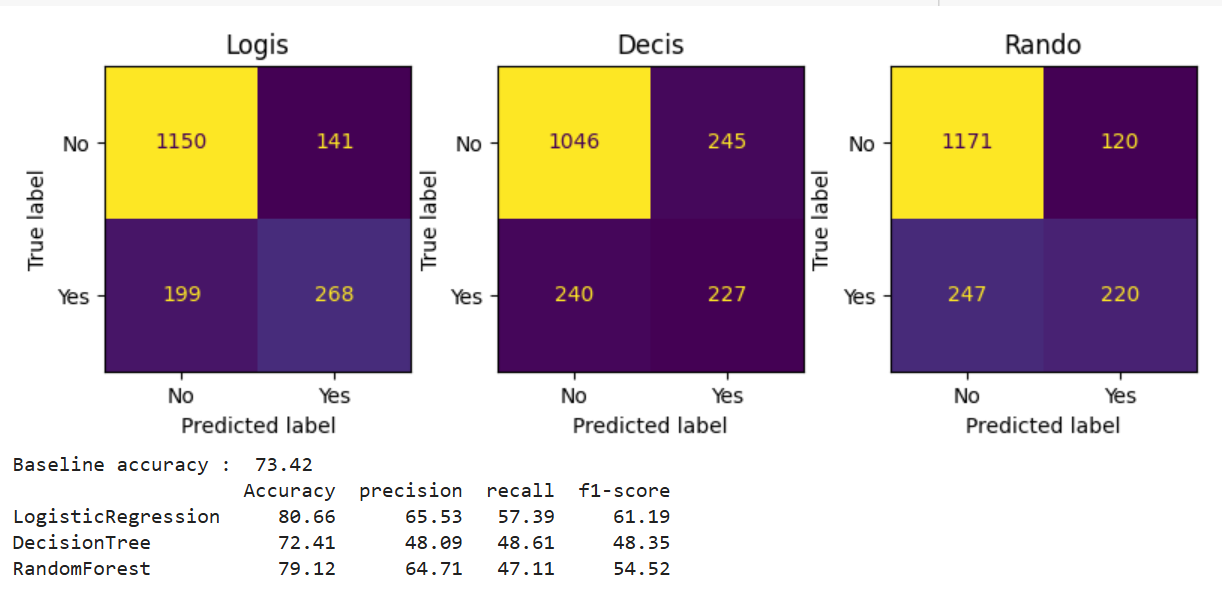 Logis
Decis
Rando
No
1150
141
No
1046
245
No
1171
120
True label
True label
True label
Yes
199
268
Yes
240
227
Yes
247
220
No
Yes
No
Yes
No
Yes
Predicted label
Predicted label
Predicted label
Baseline accuracy :  73.42
Accuracy precision recall f1-score
LogisticRegression 80.66 65.53 57.39 61.19
DecisionTree 72.41 48.09 48.61 48.35
RandomForest 79.12 64.71 47.11 54.52